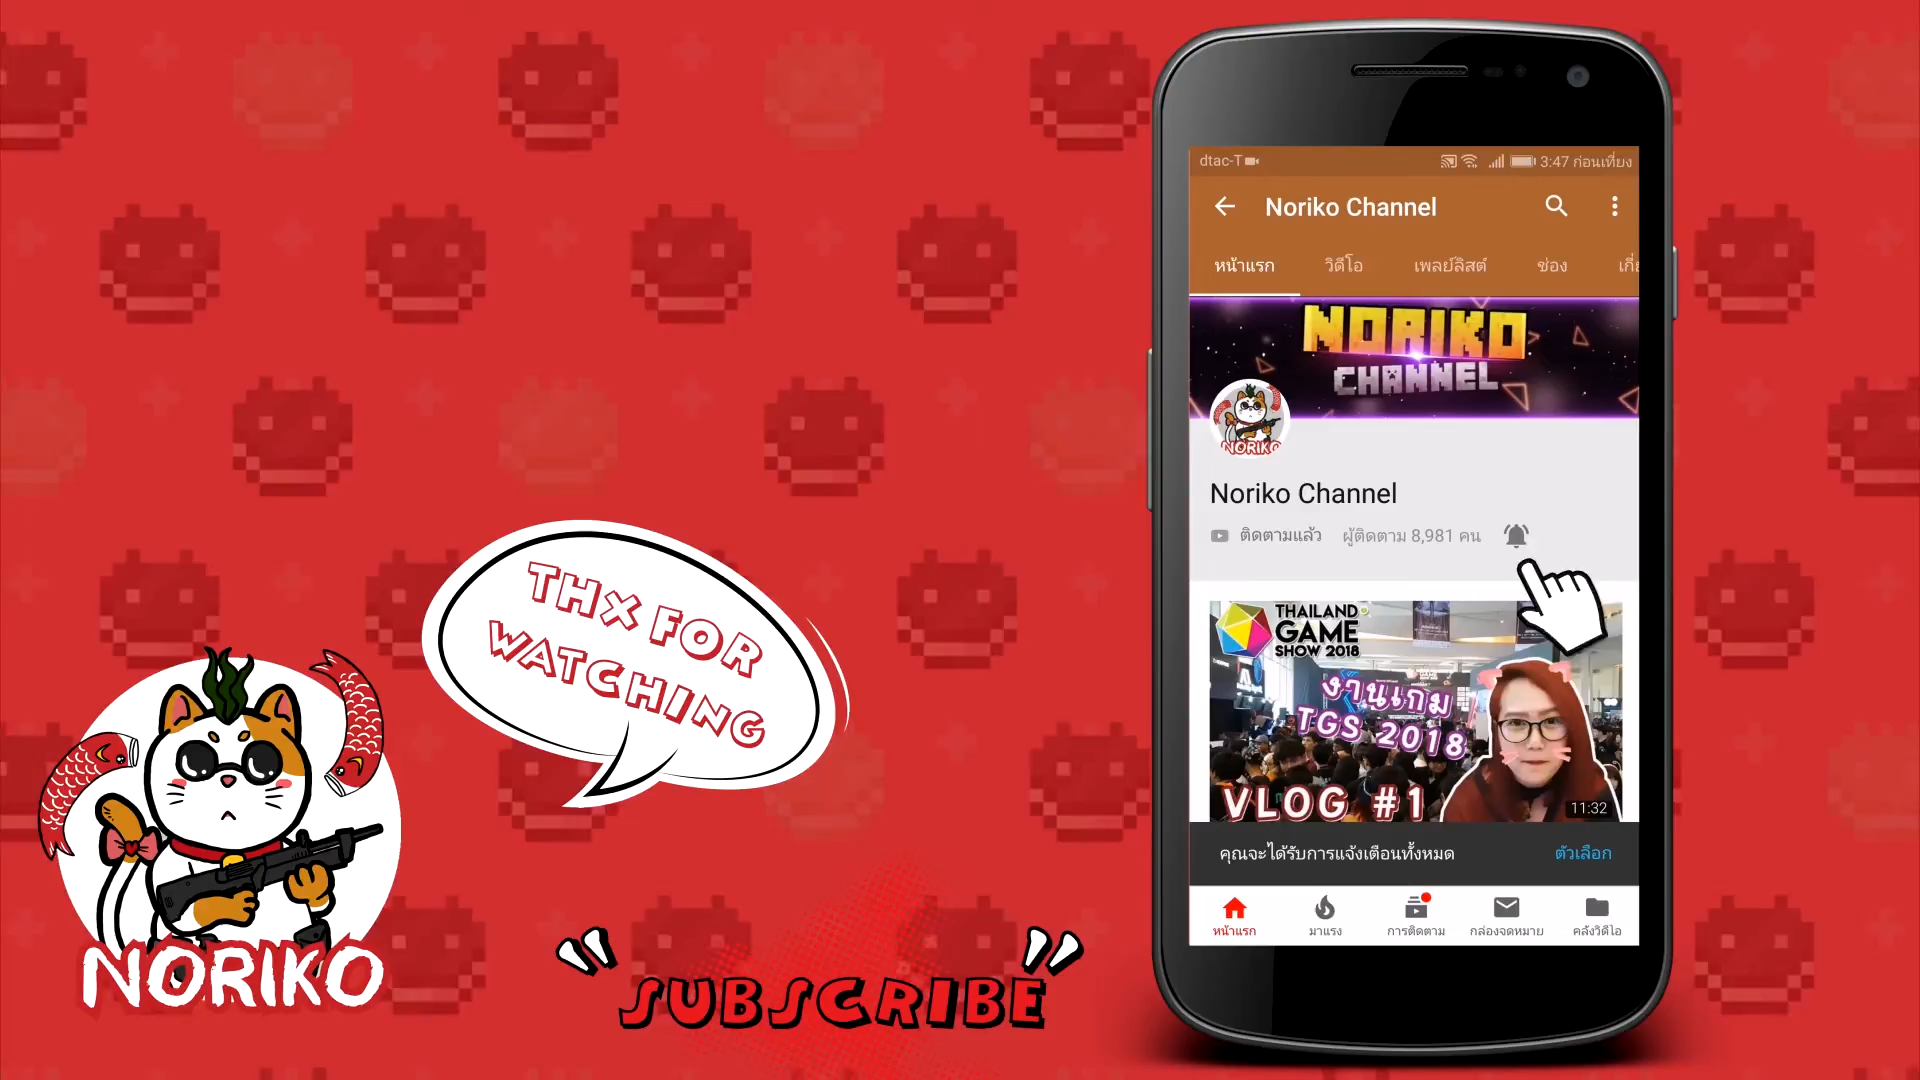 THX FOR
WATCHING
NORIKO
SUBSCRIBE
dtac-T
3:47 ก่อนเที่ยง
Noriko Channel
หน้าแรก วิดีโอ เพลย์ลิสต์ ช่อง
NORIKO
CHANNEL
NORIKO
Noriko Channel
ติดตามแล้ว ผู้ติดตาม 8,981 คน
THAILAND
GAME
SHOW 2018
งานเกม
TGS 2018
VLOG #1
11:32
คุณจะได้รับการแจ้งเตือนทั้งหมด ตัวเลือก
หน้าแรก มาแรง การติดตาม กล่องจดหมาย คลังวิดีโอ